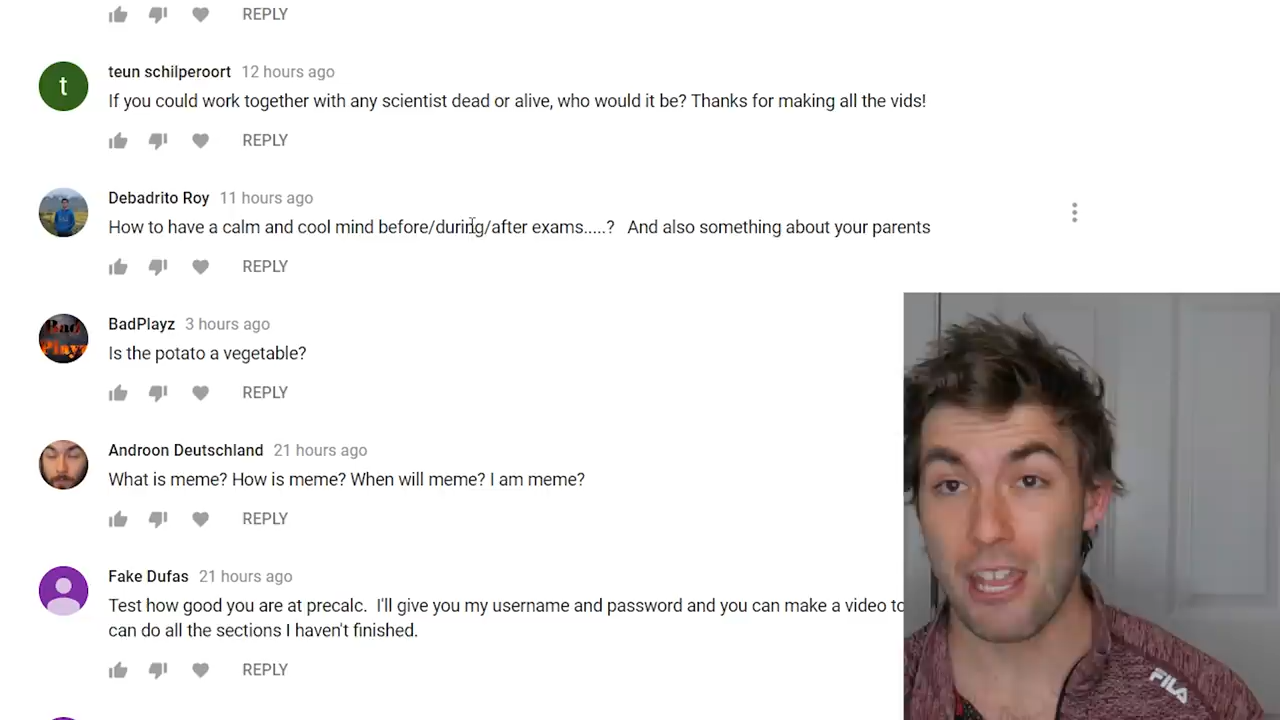 REPLY
t
teun schilperoort 12 hours ago
If you could work together with any scientist dead or alive, who would it be? Thanks for making all the vids!
REPLY
Debadrito Roy 11 hours ago
How to have a calm and cool mind before/during/after exams.....?   And also something about your parents
REPLY
Bad
Playz
BadPlayz 3 hours ago
Is the potato a vegetable?
REPLY
Androon Deutschland 21 hours ago
What is meme? How is meme? When will meme? I am meme?
REPLY
Fake Dufas 21 hours ago
Test how good you are at precalc.  I'll give you my username and password and you can make a video to
can do all the sections I haven't finished.
REPLY
FILA